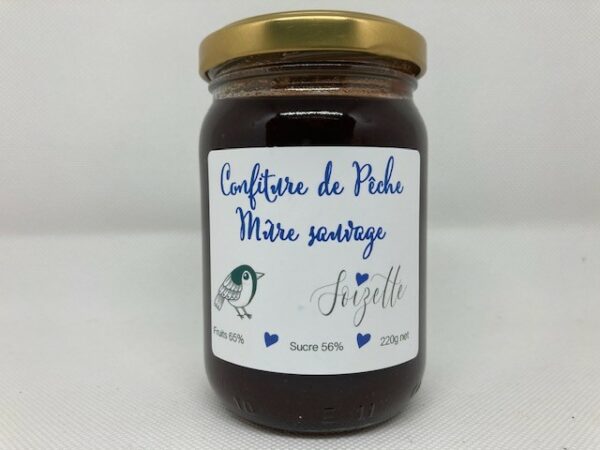 Confiture de Pêche
Mûre sauvage
Soizette
Fruits 65%
Sucre 56%
220g net